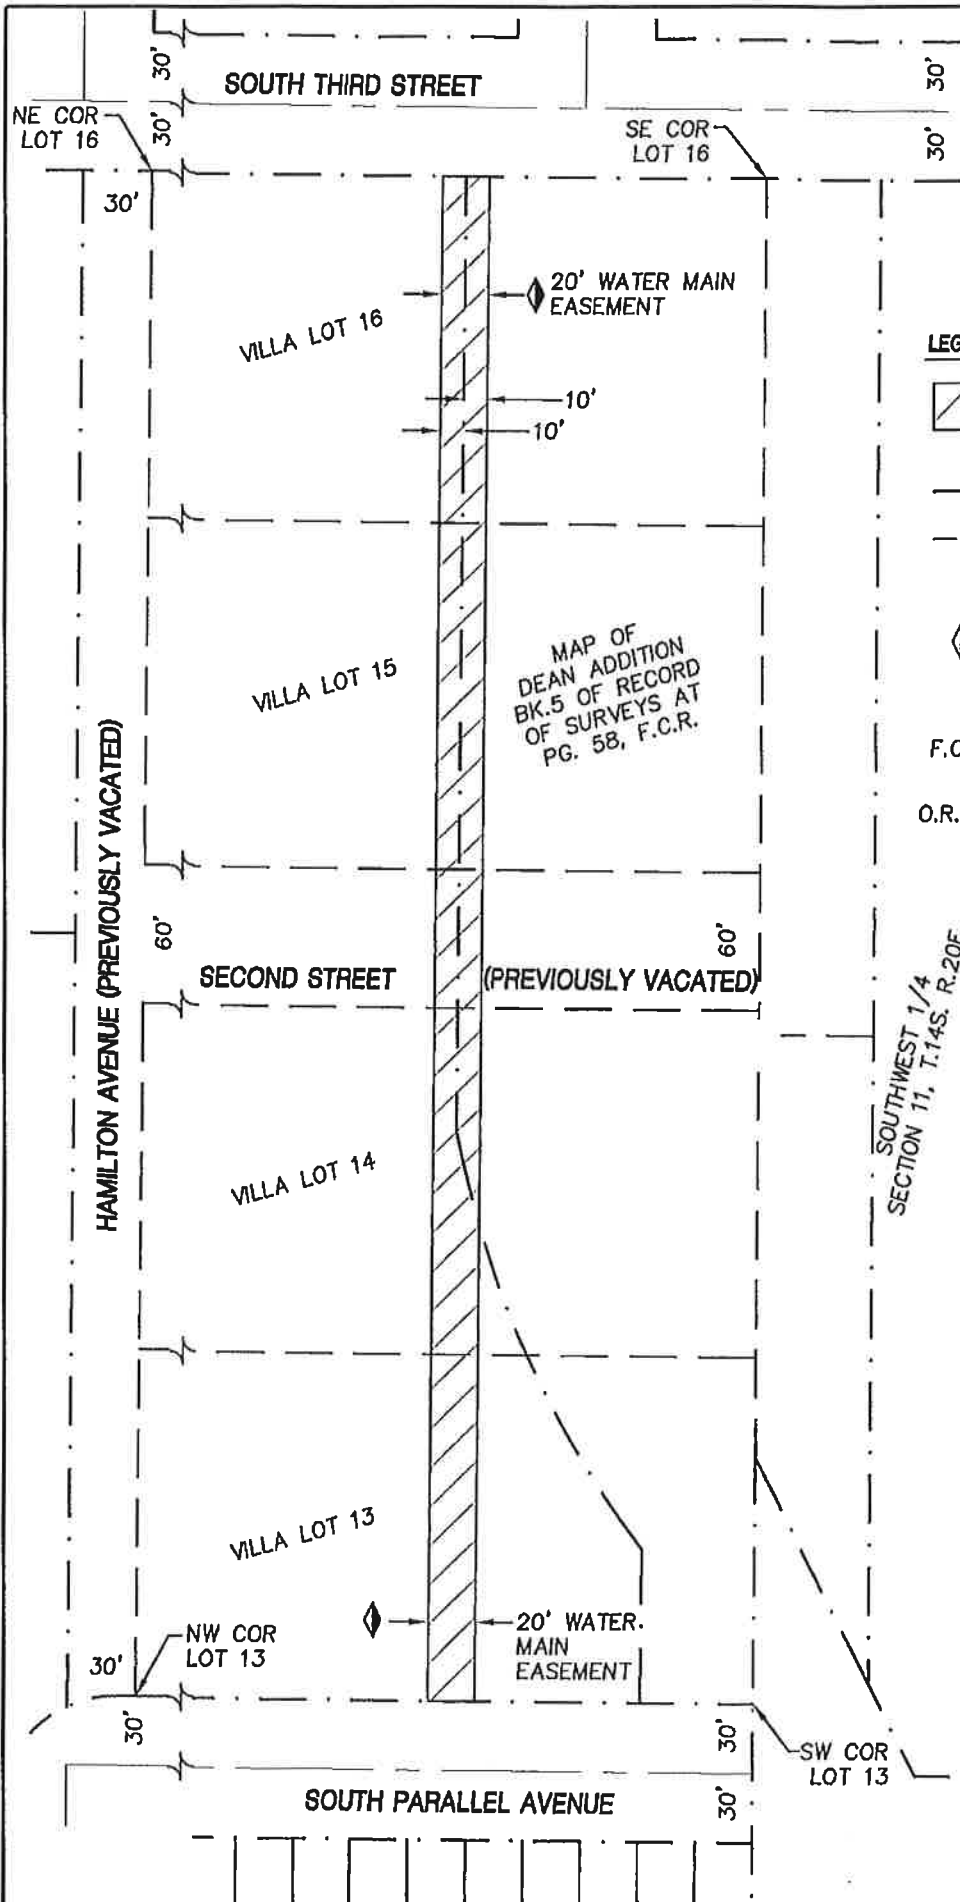 30'
30'
SOUTH THIRD STREET
NE COR
LOT 16
30'
SE COR
LOT 16
30'
30'
20' WATER MAIN
EASEMENT
VILLA LOT 16
10'
10'
MAP OF
DEAN ADDITION
BK.5 OF RECORD
OF SURVEYS AT
PG. 58, F.C.R.
VILLA LOT 15
HAMILTON AVENUE (PREVIOUSLY VACATED)
60'
60'
SECOND STREET (PREVIOUSLY VACATED)
SOUTHWEST 1/4
SECTION 11, T.14S. R.20E
VILLA LOT 14
VILLA LOT 13
20' WATER
MAIN
EASEMENT
NW COR
LOT 13
30'
30'
30'
SW COR
LOT 13
SOUTH PARALLEL AVENUE
30'
LEG
F.C
O.R.